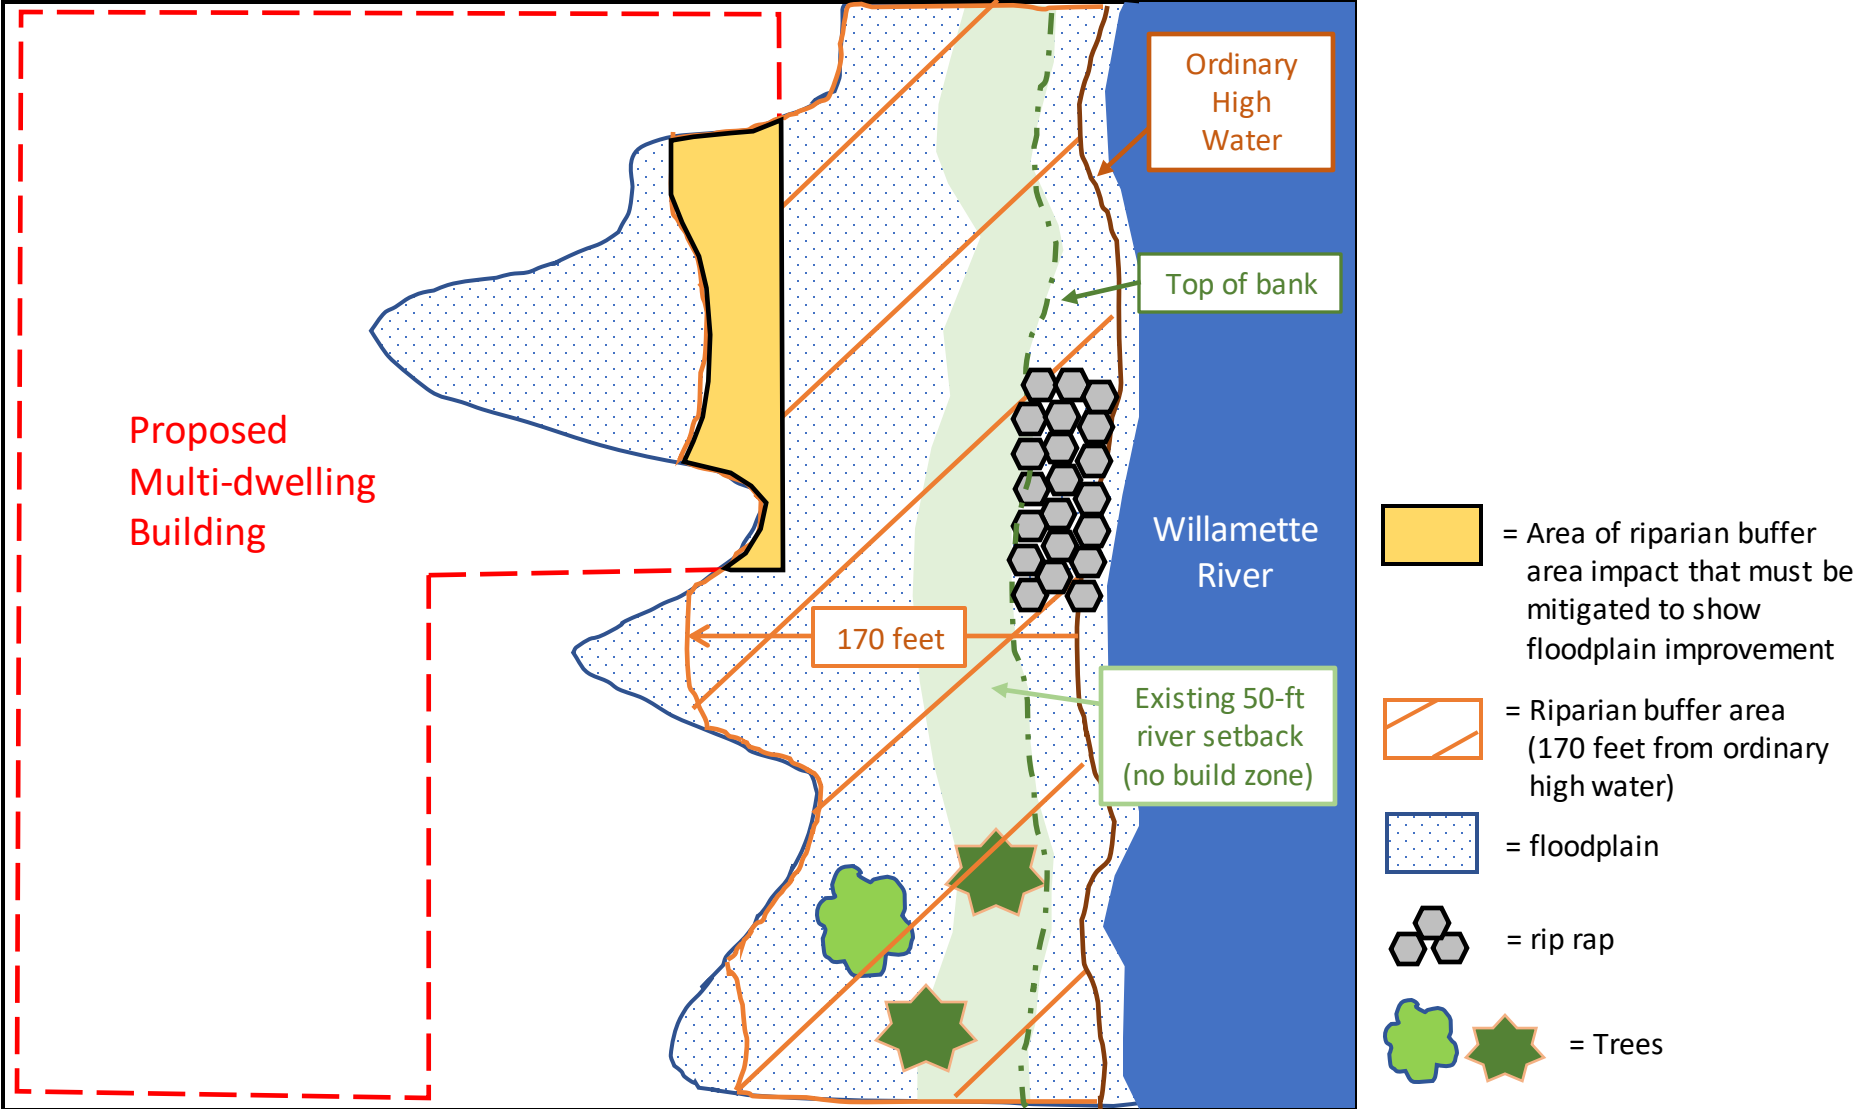 Ordinary
High
Water
Top of bank
Proposed
Multi-dwelling
Building
Willamette
River
170 feet
Existing 50-ft
river setback
(no build zone)
= Area of riparian buffer
area impact that must be
mitigated to show
floodplain improvement
= Riparian buffer area
(170 feet from ordinary
high water)
= floodplain
= rip rap
= Trees